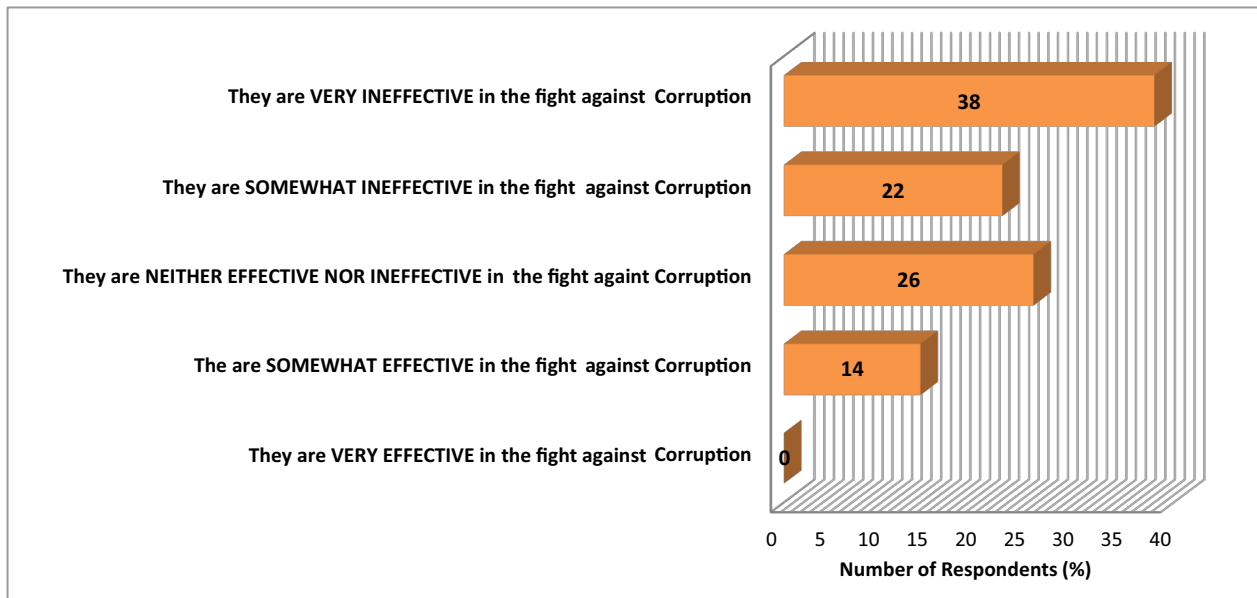 They are VERY INEFFECTIVE in the fight against Corruption
38
They are SOMEWHAT INEFFECTIVE in the fight against Corruption
22
They are NEITHER EFFECTIVE NOR INEFFECTIVE in the fight againt Corruption
26
The are SOMEWHAT EFFECTIVE in the fight against Corruption
14
They are VERY EFFECTIVE in the fight against Corruption
0
0 5 10 15 20 25 30 35 40
Number of Respondents (%)